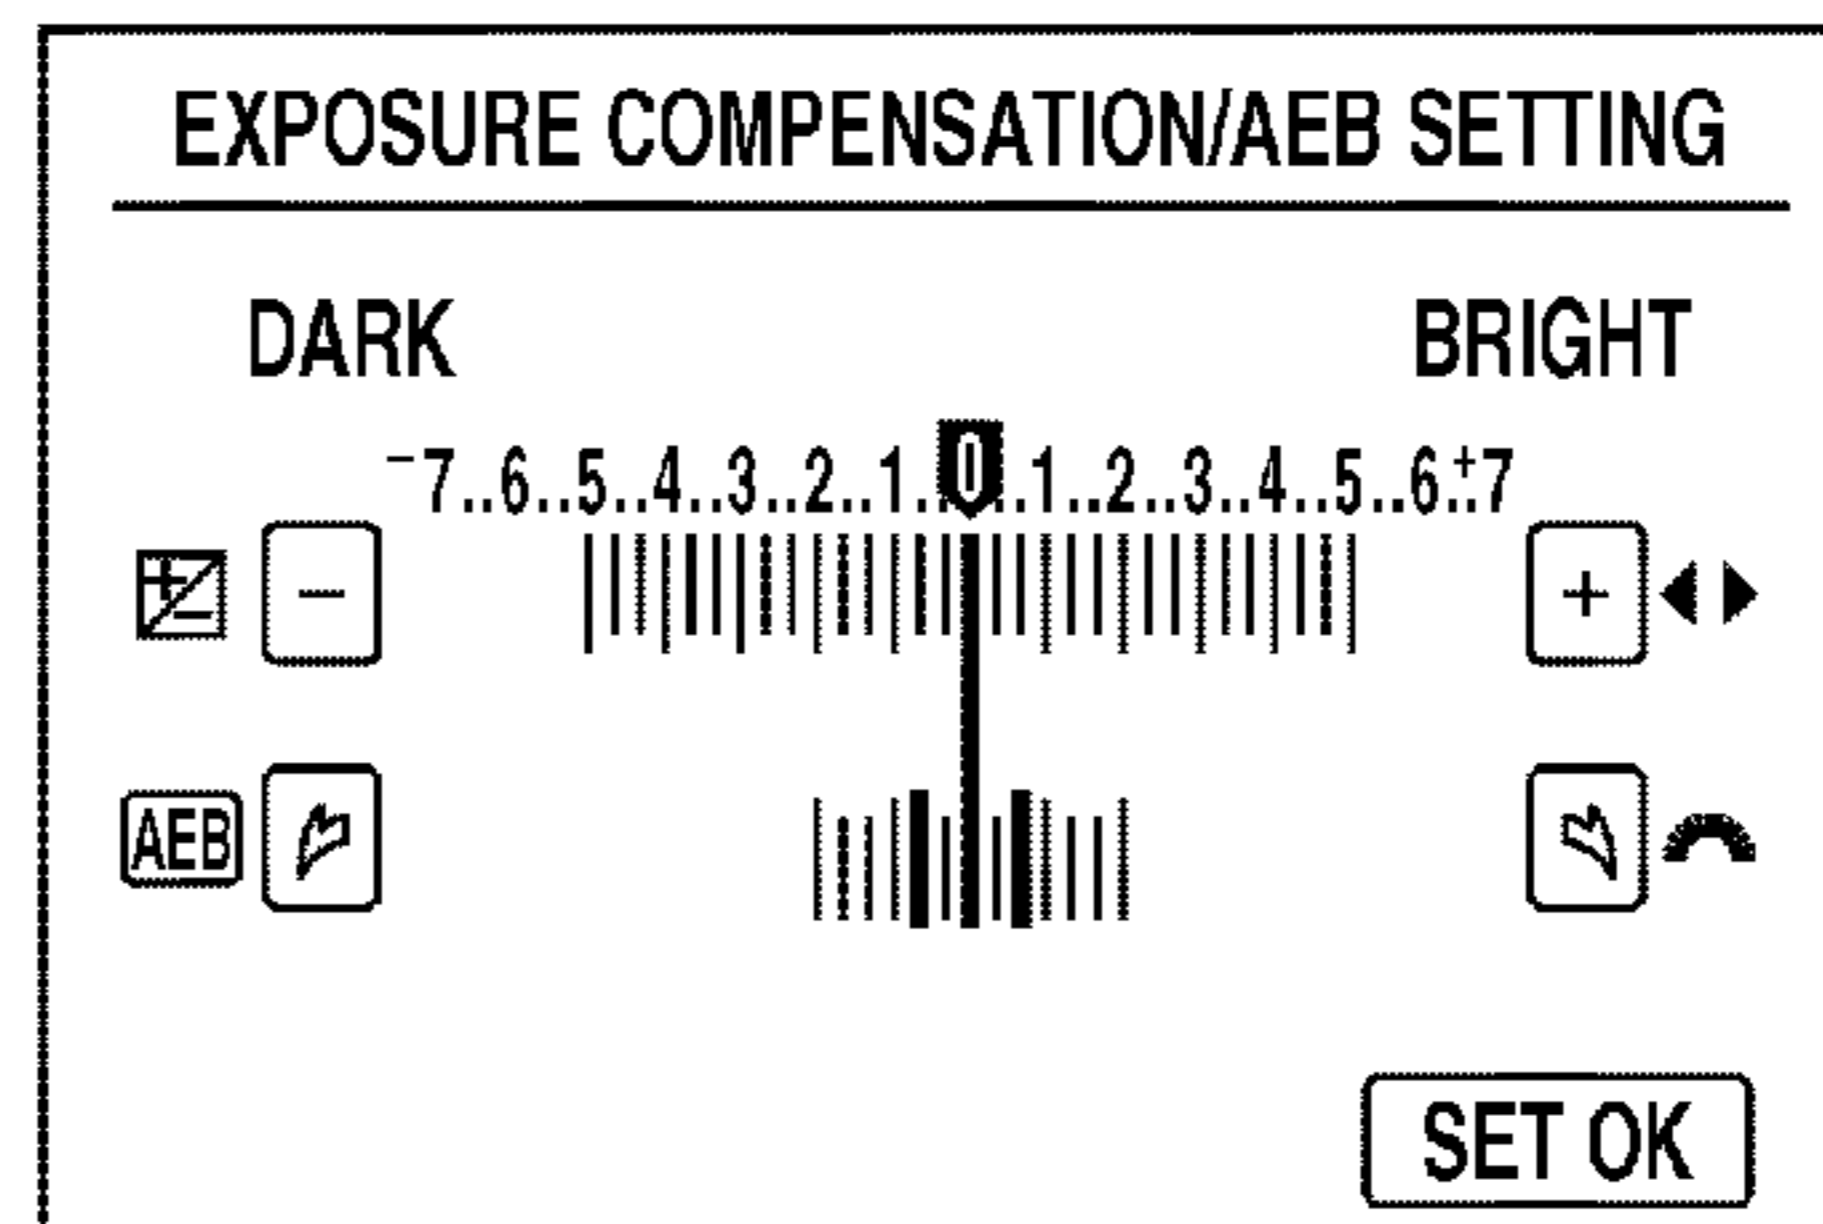 EXPOSURE COMPENSATION/AEB SETTING
DARK BRIGHT
−7..6..5..4..3..2..1..0..1..2..3..4..5..6..+7
− +
AEB
SET OK